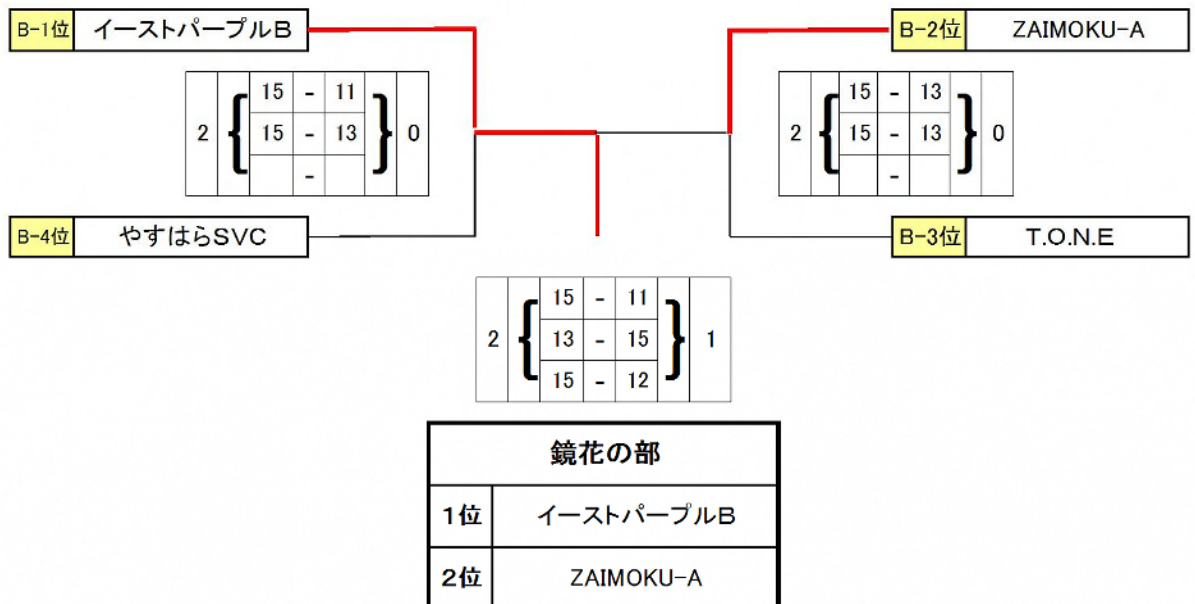 B-1位 イーストパープルB
B-2位 ZAIMOKU-A
2 { 15 - 11 } 0
15 - 13
-
2 { 15 - 13 } 0
15 - 13
-
B-4位 やすはらSVC
B-3位 T.O.N.E
2 { 15 - 11 } 1
13 - 15
15 - 12
鏡花の部
1位 イーストパープルB
2位 ZAIMOKU-A